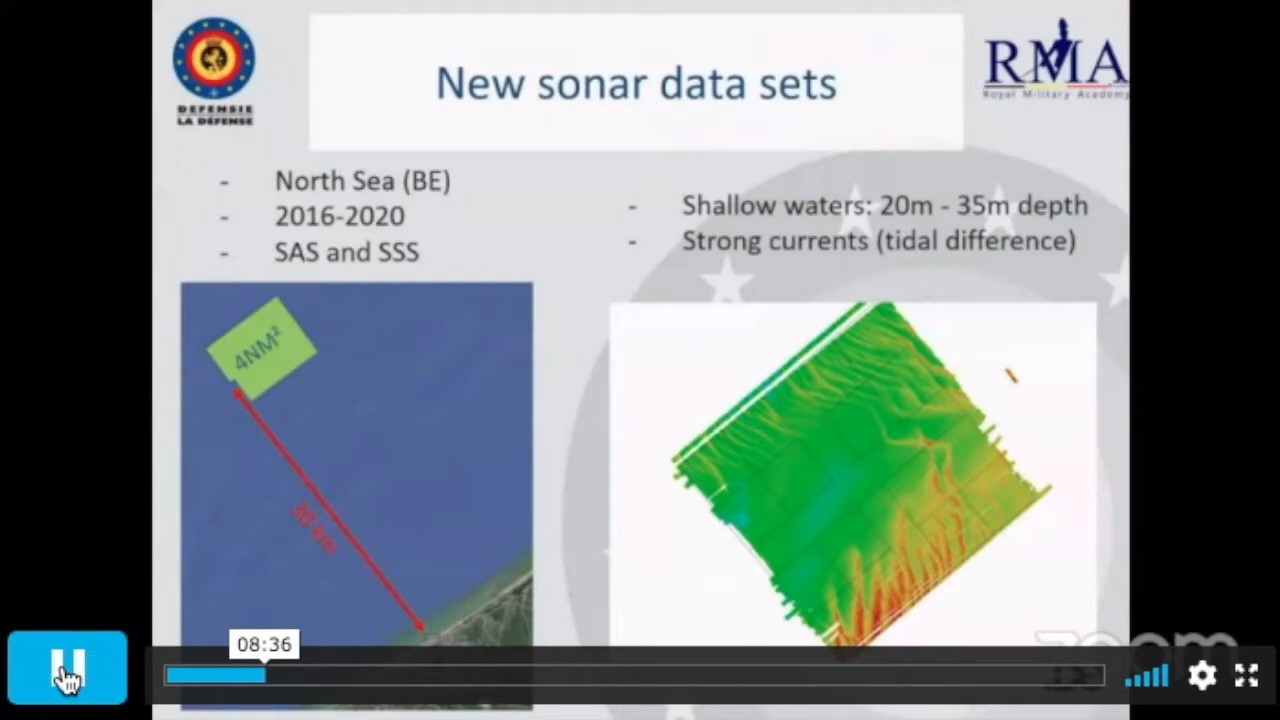 DEFENSIE
LA DÉFENSE
New sonar data sets
RMA
Royal Military Academy
- North Sea (BE)
- 2016-2020
- SAS and SSS
- Shallow waters: 20m - 35m depth
- Strong currents (tidal difference)
4NM²
30 km
08:36
zoom